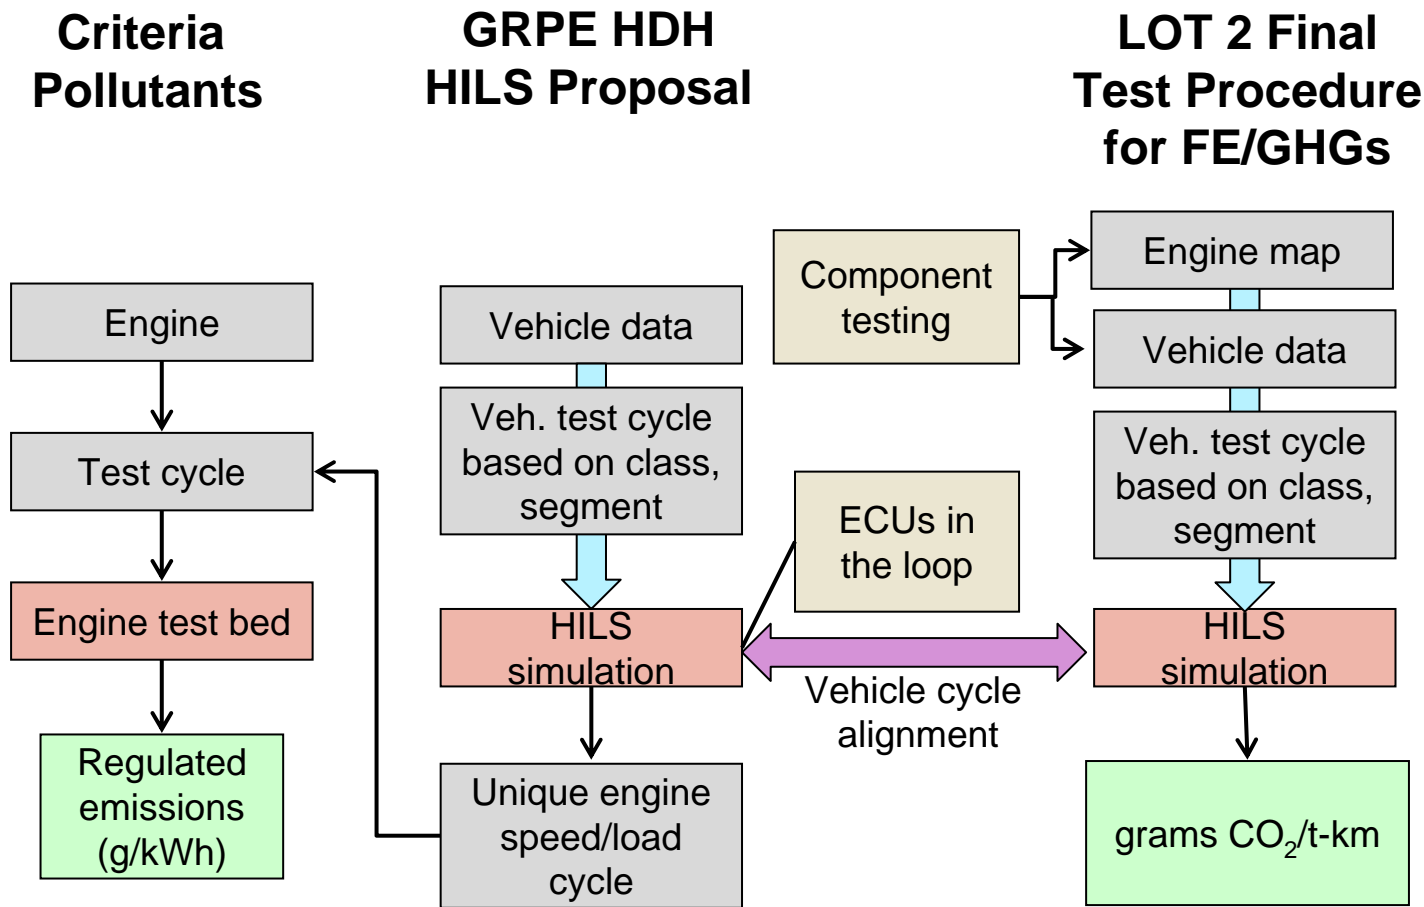 Criteria
Pollutants
GRPE HDH
HILS Proposal
LOT 2 Final
Test Procedure
for FE/GHGs
Engine
Test cycle
Engine test bed
Regulated
emissions
(g/kWh)
Vehicle data
Veh. test cycle
based on class,
segment
HILS
simulation
Unique engine
speed/load
cycle
Component
testing
ECUs in
the loop
Vehicle cycle
alignment
Engine map
Vehicle data
Veh. test cycle
based on class,
segment
HILS
simulation
grams CO₂/t-km